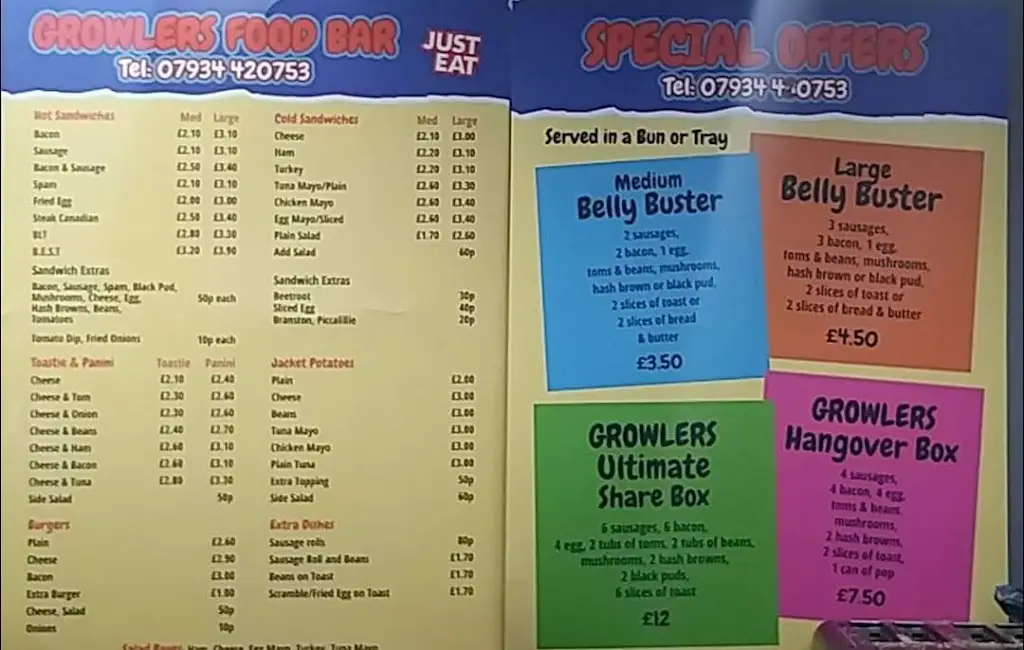 GROWLERS FOOD BAR
Tel: 07934 420753
JUST
EAT
Hot Sandwiches Med Large
Bacon £2.10 £3.10
Sausage £2.10 £3.10
Bacon & Sausage £2.50 £3.40
Spam £2.10 £3.10
Fried Egg £2.00 £3.00
Steak Canadian £2.50 £3.40
BLT £2.80 £3.30
B.E.S.T £3.20 £3.90
Sandwich Extras
Bacon, Sausage, Spam, Black Pud,
Mushrooms, Cheese, Egg, 50p each
Hash Browns, Beans,
Tomatoes
Tomato Dip, Fried Onions 10p each
Toastie & Panini Toastie Panini
Cheese £2.10 £2.40
Cheese & Tom £2.30 £2.60
Cheese & Onion £2.30 £2.60
Cheese & Beans £2.40 £2.70
Cheese & Ham £2.60 £3.10
Cheese & Bacon £2.60 £3.10
Cheese & Tuna £2.80 £3.30
Side Salad 50p
Burgers
Plain £2.60
Cheese £2.90
Bacon £3.00
Extra Burger £1.00
Cheese, Salad 50p
Onions 10p
Cold Sandwiches Med Large
Cheese £2.10 £3.00
Ham £2.20 £3.10
Turkey £2.20 £3.10
Tuna Mayo/Plain £2.60 £3.30
Chicken Mayo £2.60 £3.40
Egg Mayo/Sliced £2.60 £3.40
Plain Salad £1.70 £2.60
Add Salad 60p
Sandwich Extras
Beetroot 30p
Sliced Egg 40p
Branston, Piccalillie 20p
Jacket Potatoes
Plain £2.00
Cheese £3.00
Beans £3.00
Tuna Mayo £3.00
Chicken Mayo £3.00
Plain Tuna £3.00
Extra Topping 50p
Side Salad 60p
Extra Dishes
Sausage rolls 80p
Sausage Roll and Beans £1.70
Beans on Toast £1.70
Scramble/Fried Egg on Toast £1.70
Salad Boxes Ham, Cheese, Egg Mayo, Turkey, Tuna Mayo
SPECIAL OFFERS
Tel: 07934 4 0753
Served in a Bun or Tray
Medium
Belly Buster
2 sausages,
2 bacon, 1 egg,
toms & beans, mushrooms,
hash brown or black pud,
2 slices of toast or
2 slices of bread
& butter
£3.50
Large
Belly Buster
3 sausages,
3 bacon, 1 egg,
toms & beans, mushrooms,
hash brown or black pud,
2 slices of toast or
2 slices of bread & butter
£4.50
GROWLERS
Ultimate
Share Box
6 sausages, 6 bacon,
4 egg, 2 tubs of toms, 2 tubs of beans,
mushrooms, 2 hash browns,
2 black puds,
6 slices of toast
£12
GROWLERS
Hangover Box
4 sausages,
4 bacon, 4 egg,
toms & beans
mushrooms,
2 hash browns,
2 slices of toast,
1 can of pop
£7.50